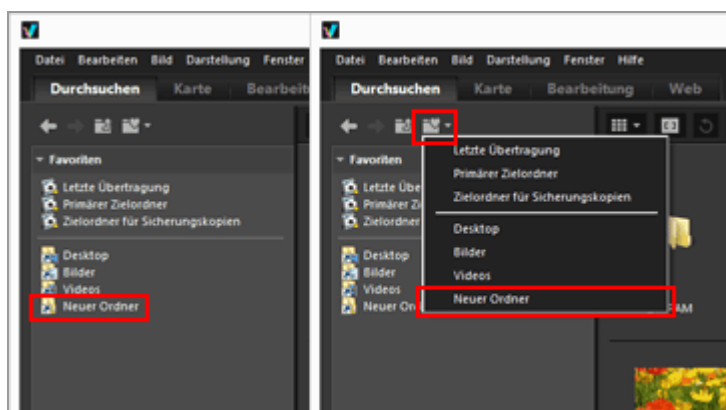 Datei Bearbeiten Bild Darstellung Fenster
Durchsuchen Karte Bearbeit
Favoriten
Letzte Übertragung
Primärer Zielordner
Zielordner für Sicherungskopien
Desktop
Bilder
Videos
Neuer Ordner
Datei Bearbeiten Bild Darstellung Fenster Hilfe
Durchsuchen Karte Bearbeitung Web
Favoriten
Letzte Übe
Primärer Zi
Zielordner
Desktop
Bilder
Videos
Neuer Or
Letzte Übertragung
Primärer Zielordner
Zielordner für Sicherungskopien
Desktop
Bilder
Videos
Neuer Ordner